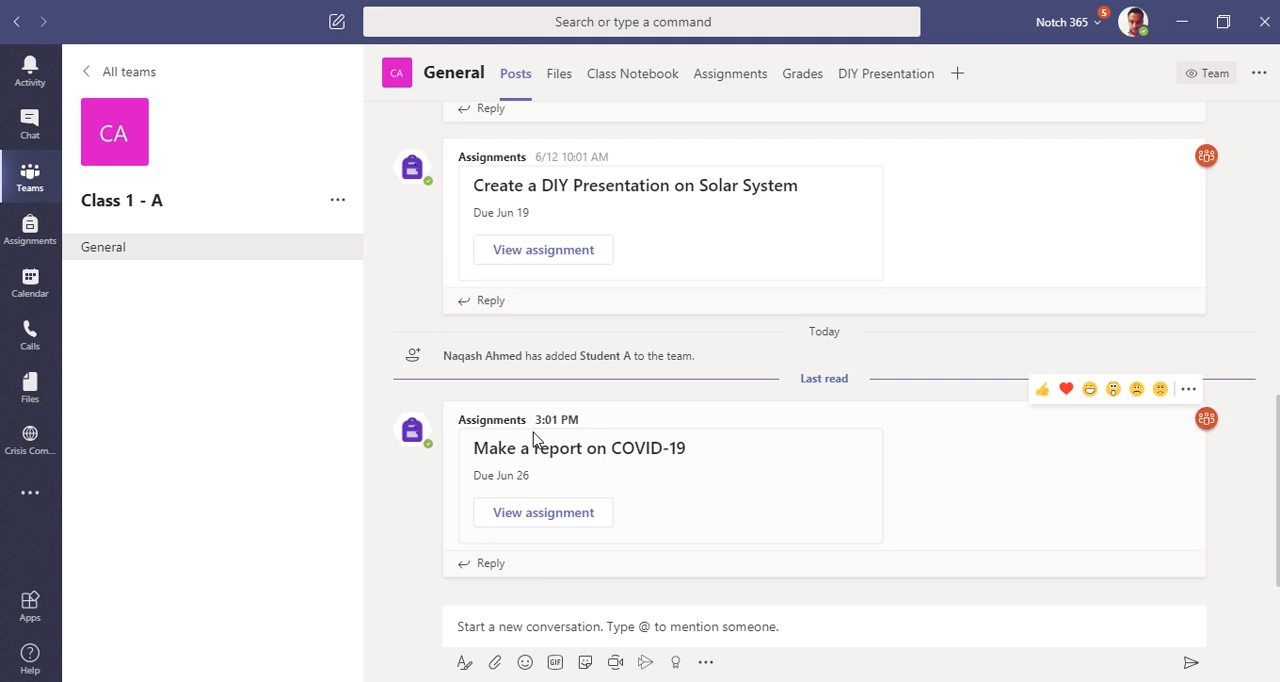 Search or type a command
Notch 365
5
Activity
Chat
Teams
Assignments
Calendar
Calls
Files
Crisis Com...
Apps
Help
All teams
CA
Class 1 - A
General
CA
General
Posts
Files
Class Notebook
Assignments
Grades
DIY Presentation
Team
Reply
Assignments 6/12 10:01 AM
Create a DIY Presentation on Solar System
Due Jun 19
View assignment
Reply
Today
Naqash Ahmed has added Student A to the team.
Last read
Assignments 3:01 PM
Make a report on COVID-19
Due Jun 26
View assignment
Reply
Start a new conversation. Type @ to mention someone.
GIF